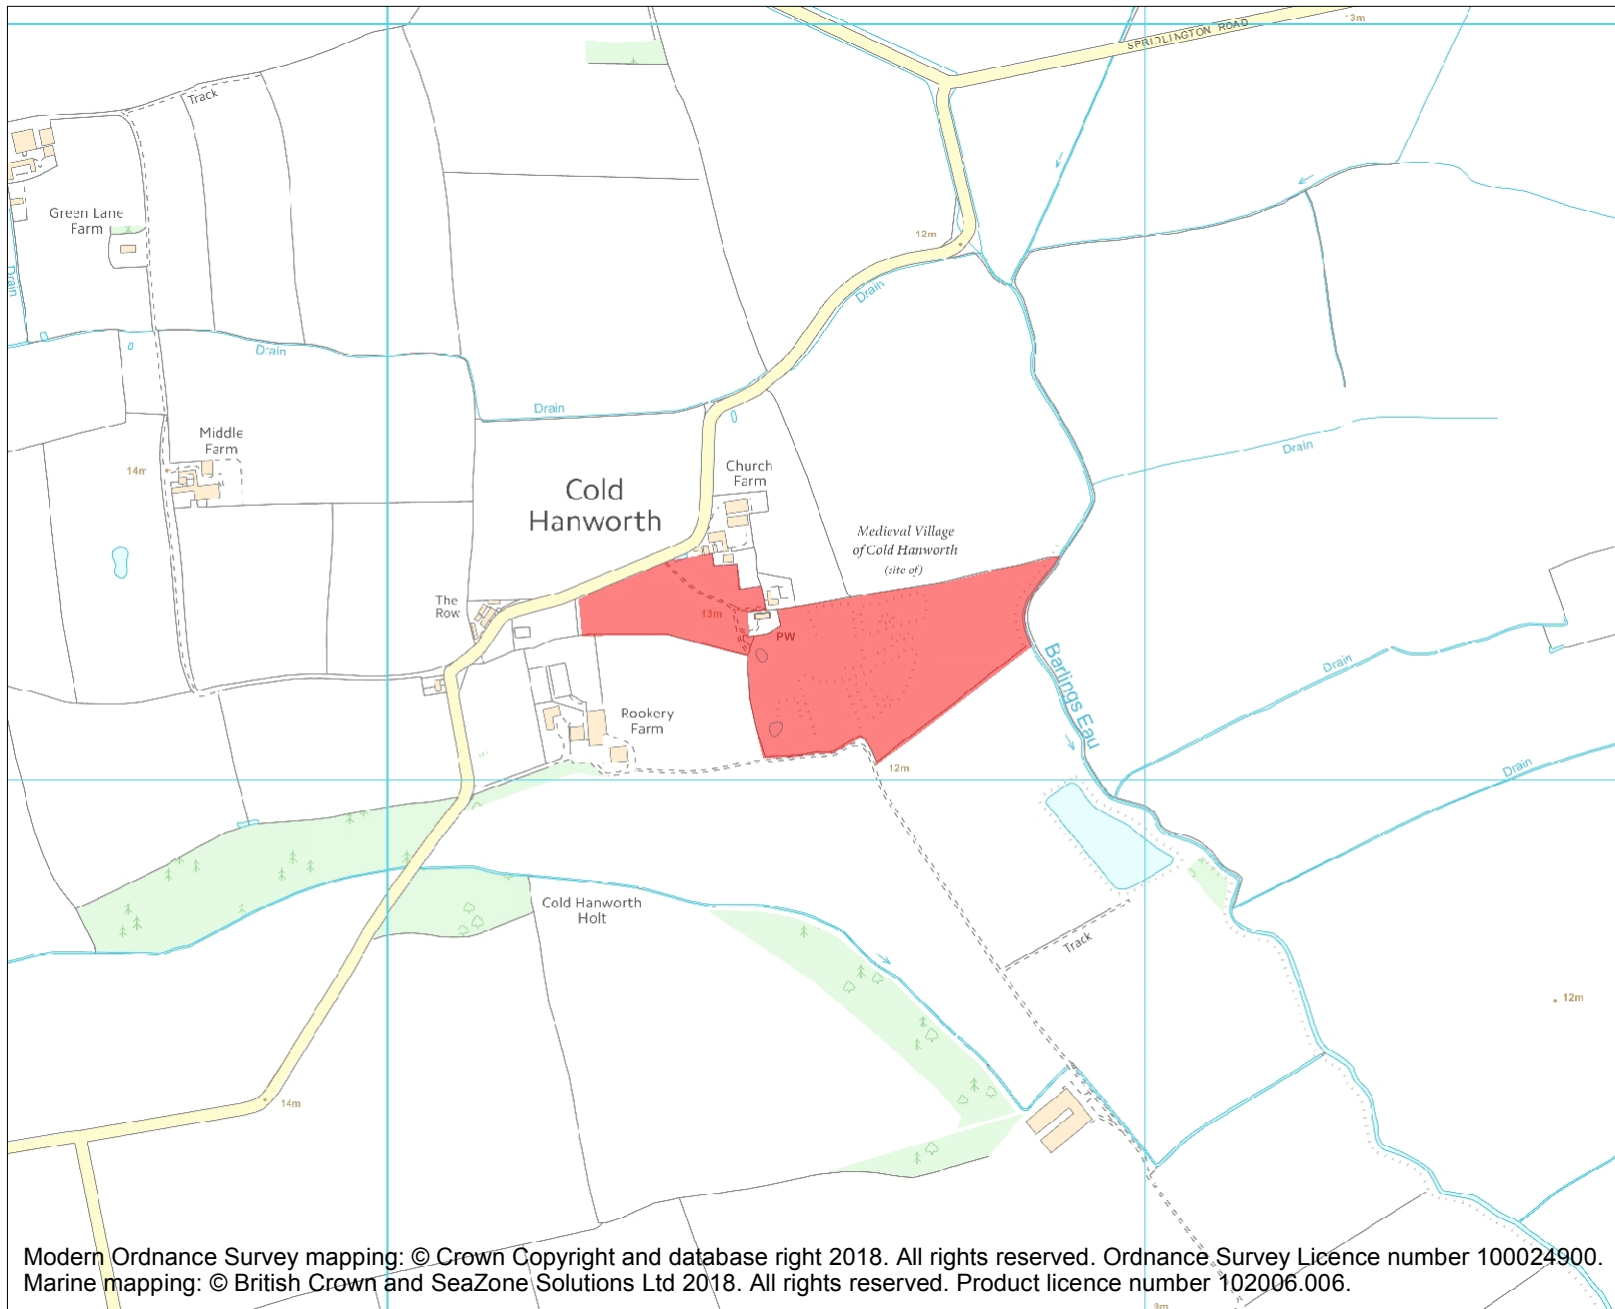 13m
SPRIDLINGTON ROAD
Track
Green Lane
Farm
12m
Drain
Drain
Drain
Drain
Middle
Farm
14m
Church
Farm
Drain
Cold
Hanworth
Medieval Village
of Cold Hanworth
(site of)
The
Row
13m
PW
Barlings Eau
Drain
Rookery
Farm
12m
Drain
Cold Hanworth
Holt
Track
12m
14m
Modern Ordnance Survey mapping: © Crown Copyright and database right 2018. All rights reserved. Ordnance Survey Licence number 100024900.
Marine mapping: © British Crown and SeaZone Solutions Ltd 2018. All rights reserved. Product licence number 102006.006.